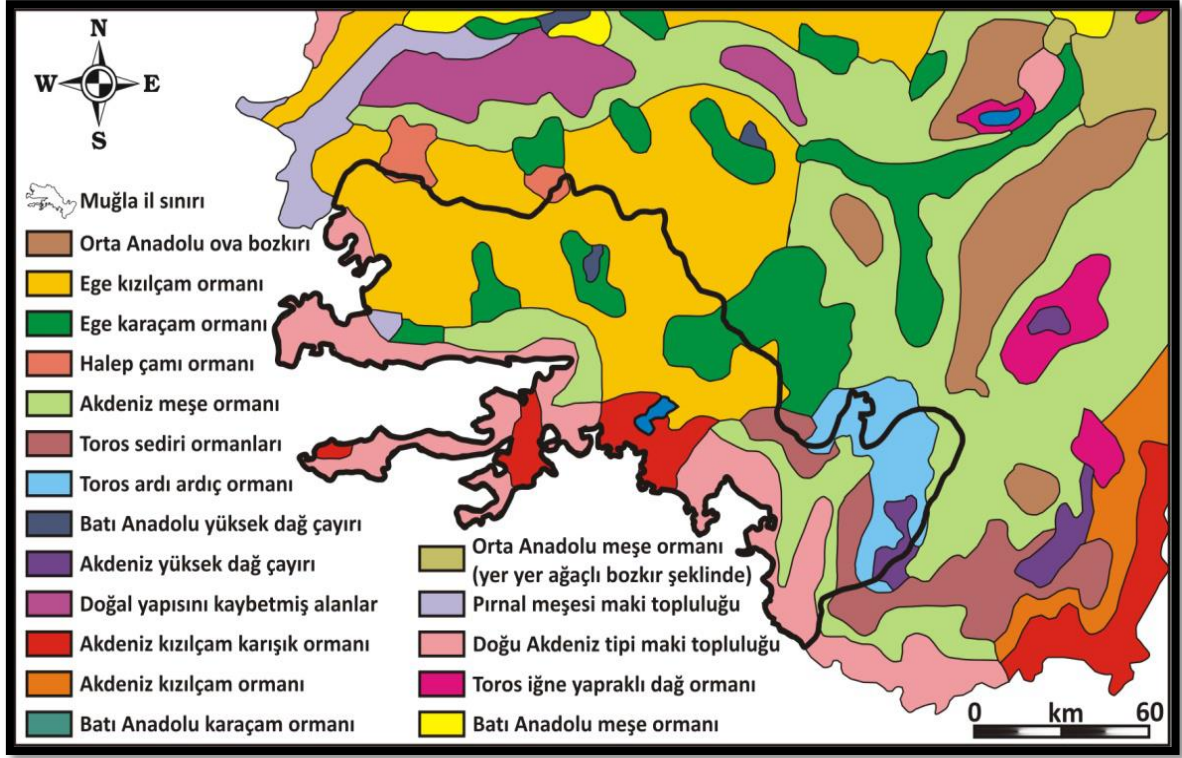 N
W E
S
Muğla il sınırı
Orta Anadolu ova bozkırı
Ege kızılçam ormanı
Ege karaçam ormanı
Halep çamı ormanı
Akdeniz meşe ormanı
Toros sediri ormanları
Toros ardı ardıç ormanı
Batı Anadolu yüksek dağ çayırı
Akdeniz yüksek dağ çayırı
Doğal yapısını kaybetmiş alanlar
Akdeniz kızılçam karışık ormanı
Akdeniz kızılçam ormanı
Batı Anadolu karaçam ormanı
Orta Anadolu meşe ormanı
(yer yer ağaçlı bozkır şeklinde)
Pırnal meşesi maki topluluğu
Doğu Akdeniz tipi maki topluluğu
Toros iğne yapraklı dağ ormanı
Batı Anadolu meşe ormanı
0 km 60